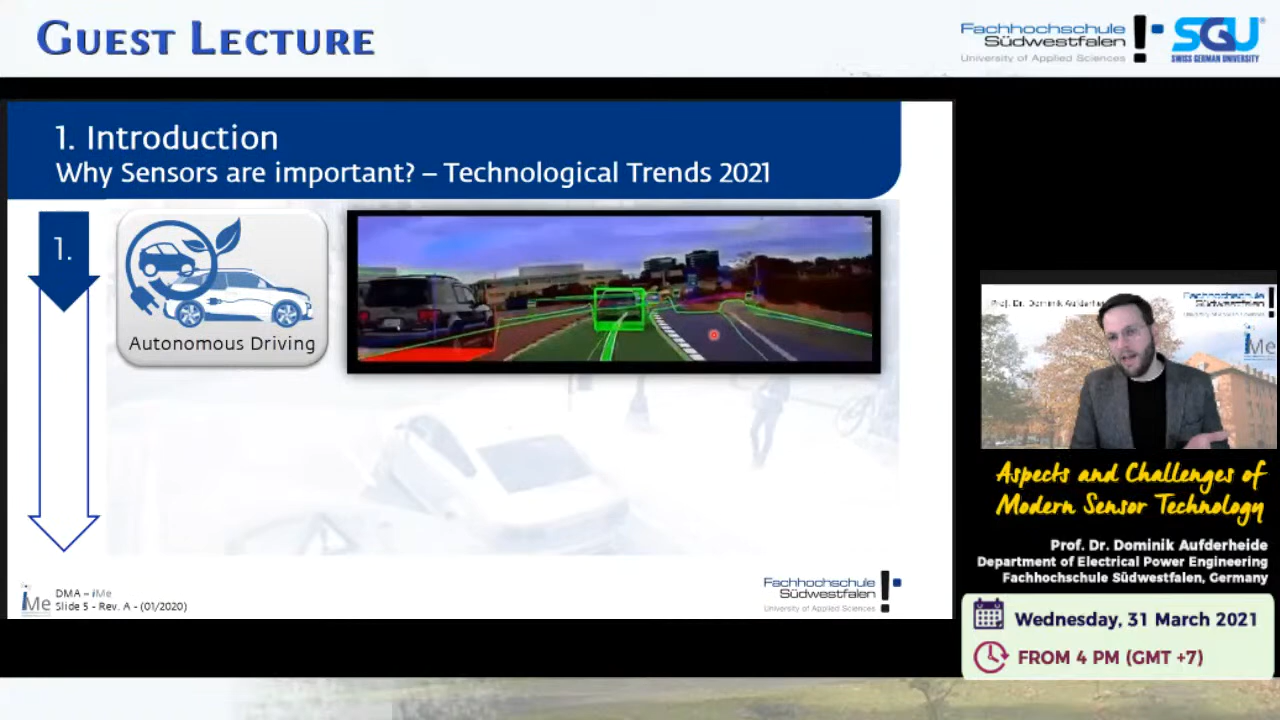 GUEST LECTURE
Fachhochschule
Südwestfalen
University of Applied Sciences
SGU
SWISS GERMAN UNIVERSITY
1. Introduction
Why Sensors are important? – Technological Trends 2021
1.
Autonomous Driving
Prof. Dr. Dominik Aufderhe
Fachhochschule
Südwestfalen
iMe
Aspects and Challenges of
Modern Sensor Technology
Prof. Dr. Dominik Aufderheide
Department of Electrical Power Engineering
Fachhochschule Südwestfalen, Germany
Wednesday, 31 March 2021
FROM 4 PM (GMT +7)
iMe
DMA – iMe
Slide 5 - Rev. A - (01/2020)
Fachhochschule
Südwestfalen
University of Applied Sciences